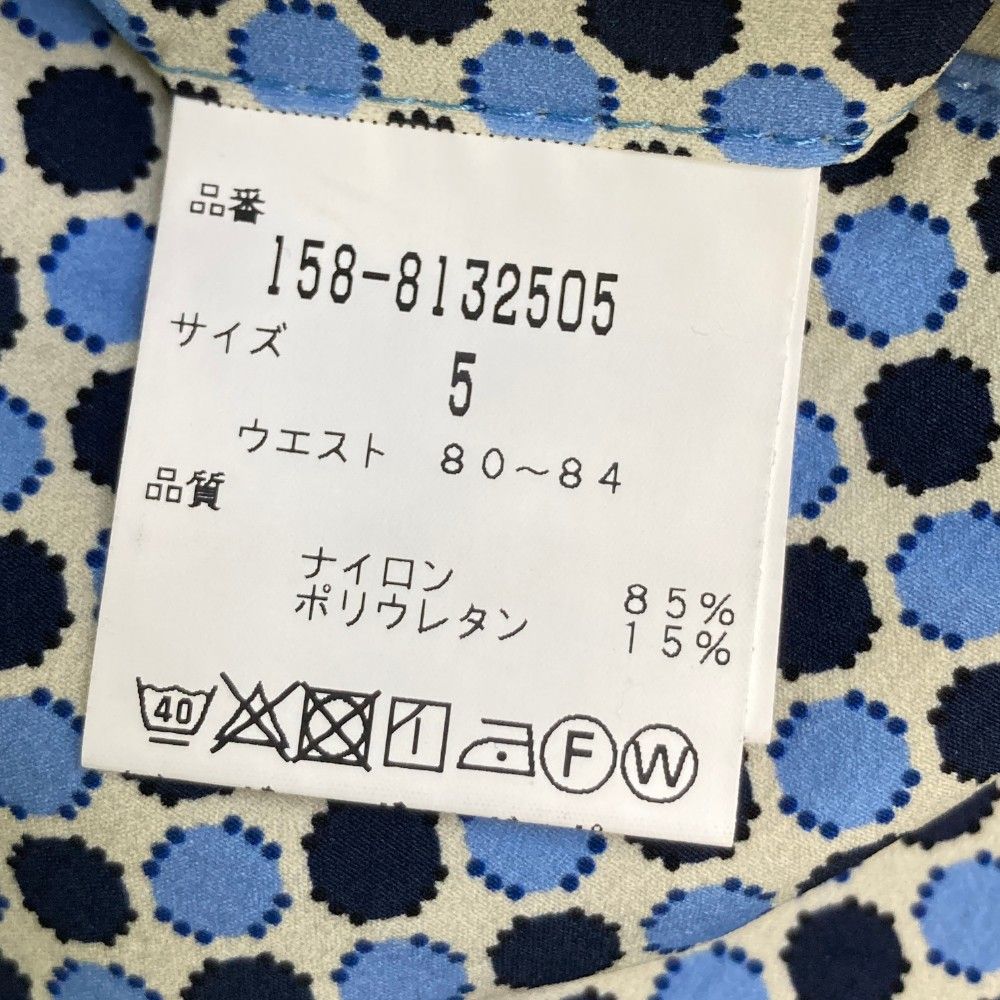 品番
158-8132505
サイズ
5
ウエスト 80～84
品質
ナイロン 85%
ポリウレタン 15%
40 F W